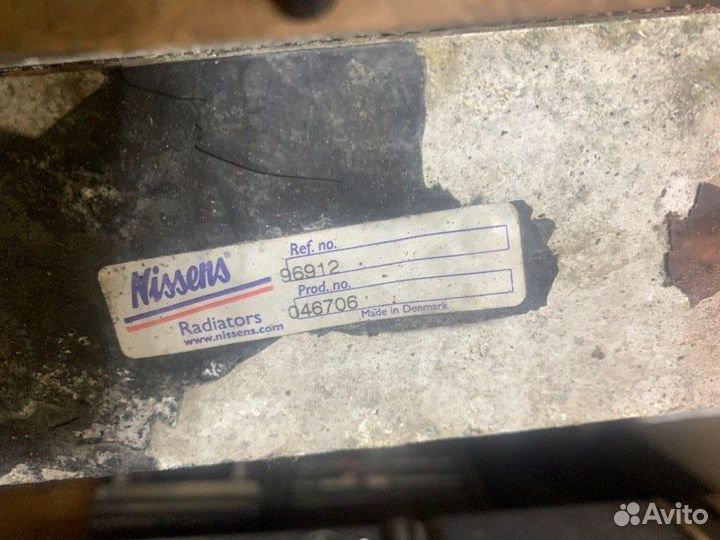 Nissens®
Radiators
www.nissens.com
Ref. no.
96912
Prod. no.
046706
Made in Denmark
Avito